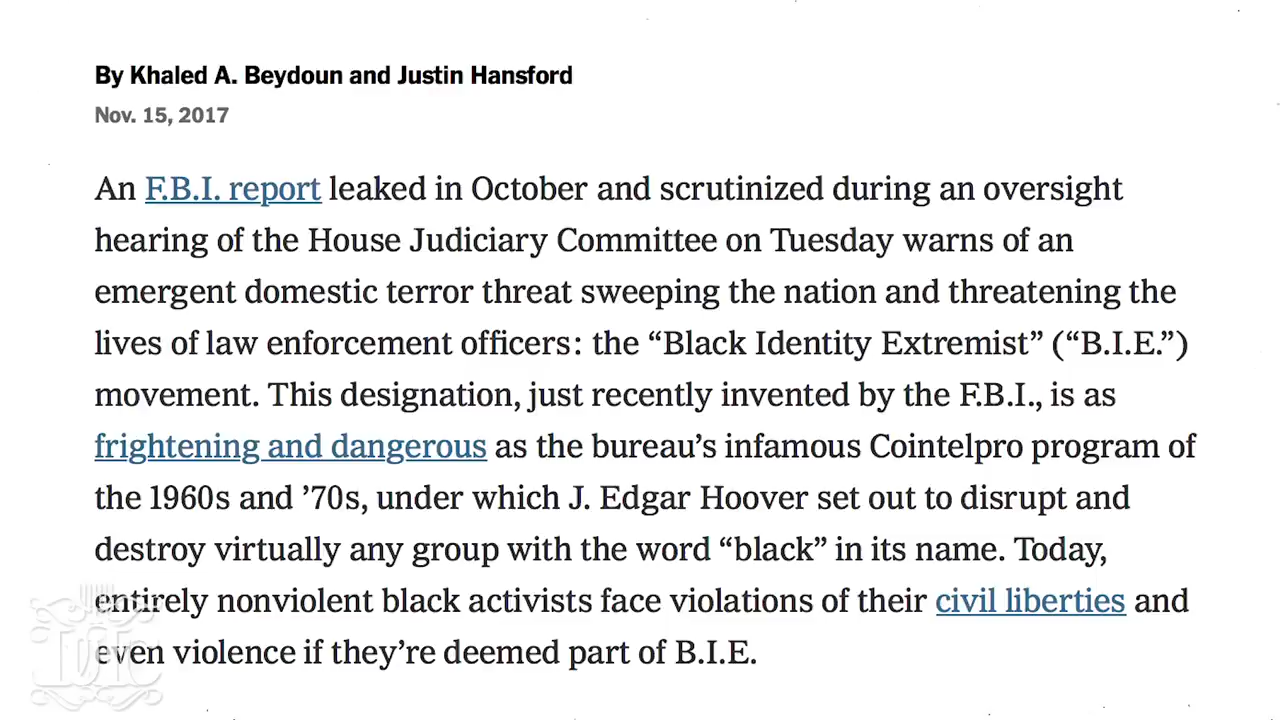 By Khaled A. Beydoun and Justin Hansford
Nov. 15, 2017
An F.B.I. report leaked in October and scrutinized during an oversight
hearing of the House Judiciary Committee on Tuesday warns of an
emergent domestic terror threat sweeping the nation and threatening the
lives of law enforcement officers: the “Black Identity Extremist” (“B.I.E.”)
movement. This designation, just recently invented by the F.B.I., is as
frightening and dangerous as the bureau’s infamous Cointelpro program of
the 1960s and ’70s, under which J. Edgar Hoover set out to disrupt and
destroy virtually any group with the word “black” in its name. Today,
entirely nonviolent black activists face violations of their civil liberties and
even violence if they’re deemed part of B.I.E.